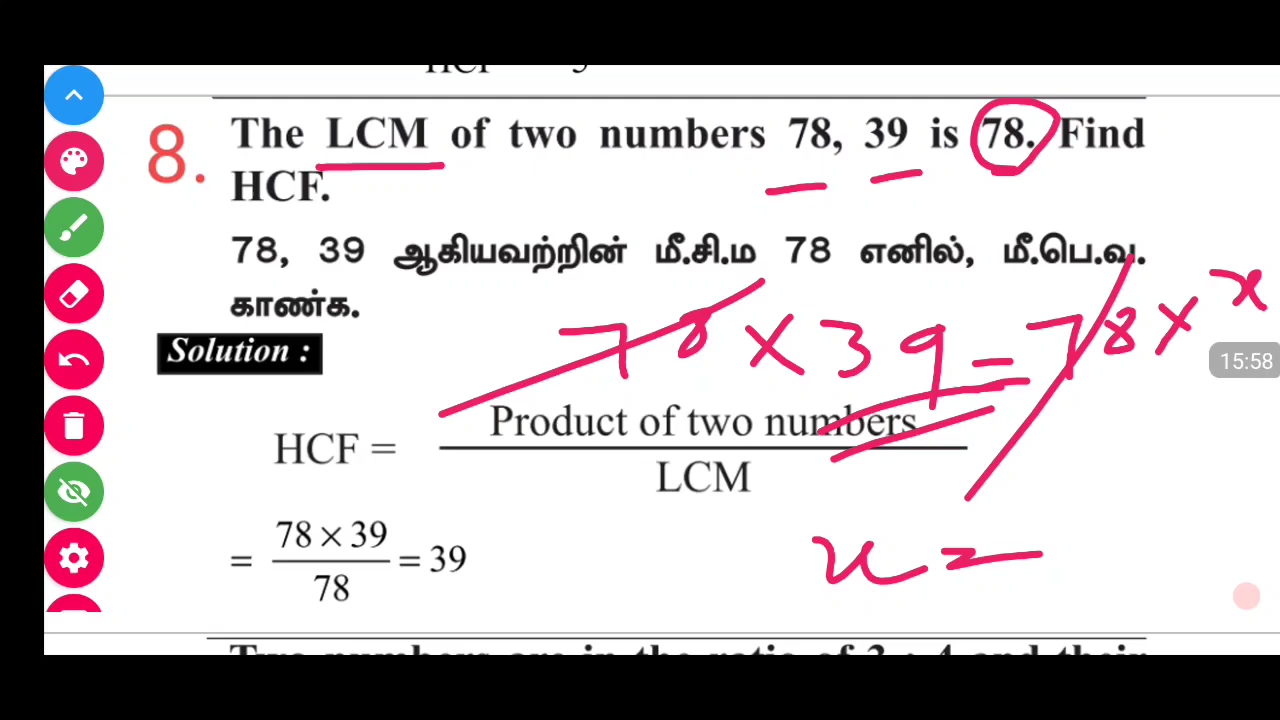 8. The LCM of two numbers 78, 39 is 78. Find
HCF.
78, 39 ஆகியவற்றின் மீ.சி.ம 78 எனில், மீ.பெ.வ.
காண்க.
78 × 39 = 78 × x
Solution :
15:58
HCF = Product of two numbers
LCM
= 78 × 39 / 78 = 39
x =